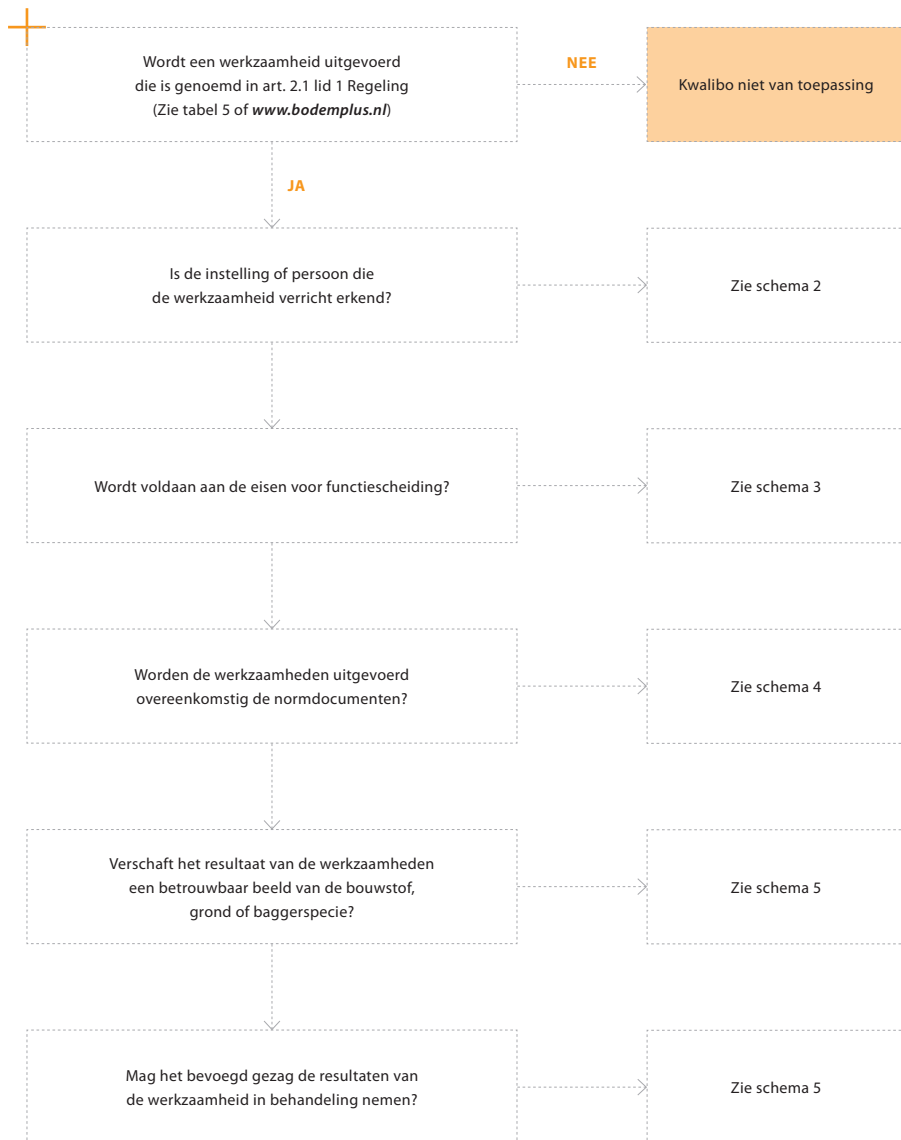 Wordt een werkzaamheid uitgevoerd
die is genoemd in art. 2.1 lid 1 Regeling
(Zie tabel 5 of www.bodemplus.nl)
NEE
Kwalibo niet van toepassing
JA
Is de instelling of persoon die
de werkzaamheid verricht erkend?
Zie schema 2
Wordt voldaan aan de eisen voor functiescheiding?
Zie schema 3
Worden de werkzaamheden uitgevoerd
overeenkomstig de normdocumenten?
Zie schema 4
Verschaft het resultaat van de werkzaamheden
een betrouwbaar beeld van de bouwstof,
grond of baggerspecie?
Zie schema 5
Mag het bevoegd gezag de resultaten van
de werkzaamheid in behandeling nemen?
Zie schema 5